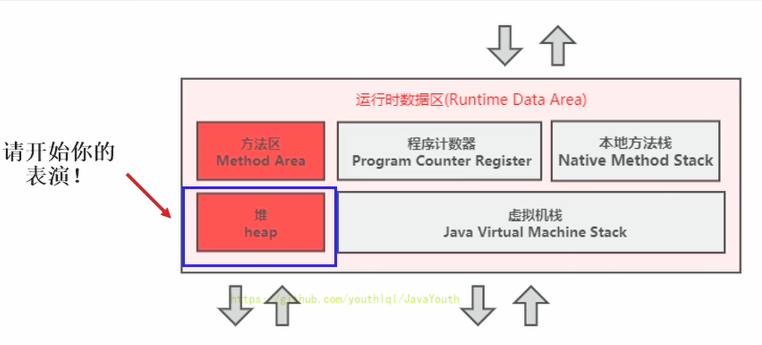 运行时数据区(Runtime Data Area)
方法区
Method Area
程序计数器
Program Counter Register
本地方法栈
Native Method Stack
请开始你的
表演！
堆
heap
虚拟机栈
Java Virtual Machine Stack
https://github.com/youthlql/JavaYouth